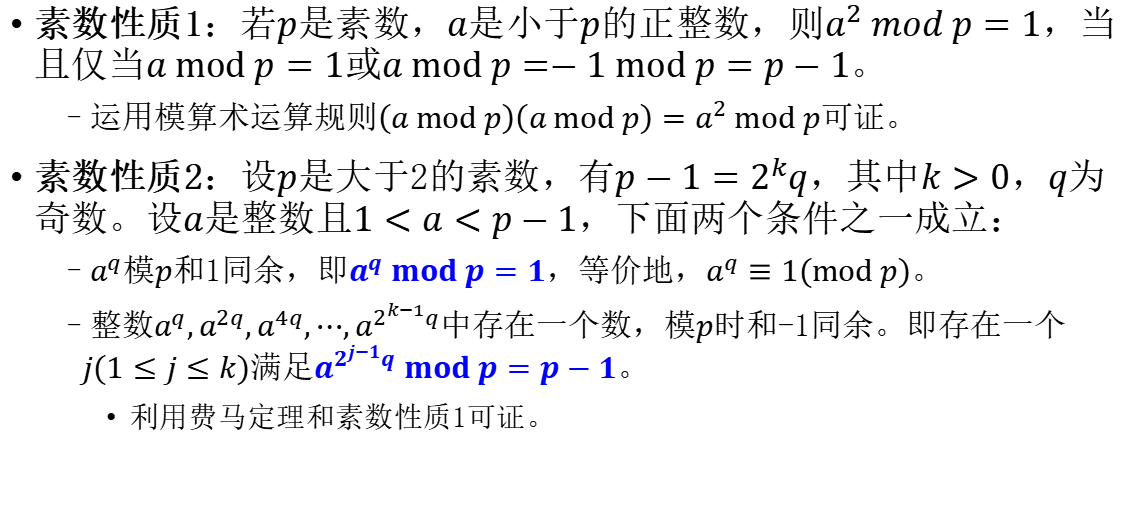 • 素数性质1：若p是素数，a是小于p的正整数，则a² mod p = 1，当
且仅当a mod p = 1或a mod p =− 1 mod p = p − 1。
– 运用模算术运算规则(a mod p)(a mod p) = a² mod p可证。
• 素数性质2：设p是大于2的素数，有p − 1 = 2^k q，其中k > 0，q为
奇数。设a是整数且1 < a < p − 1，下面两个条件之一成立：
– a^q模p和1同余，即a^q mod p = 1，等价地，a^q ≡ 1(mod p)。
– 整数a^q, a^{2q}, a^{4q}, ⋯, a^{2^{k−1}q}中存在一个数，模p时和-1同余。即存在一个
j(1 ≤ j ≤ k)满足a^{2^{j−1}q} mod p = p − 1。
• 利用费马定理和素数性质1可证。